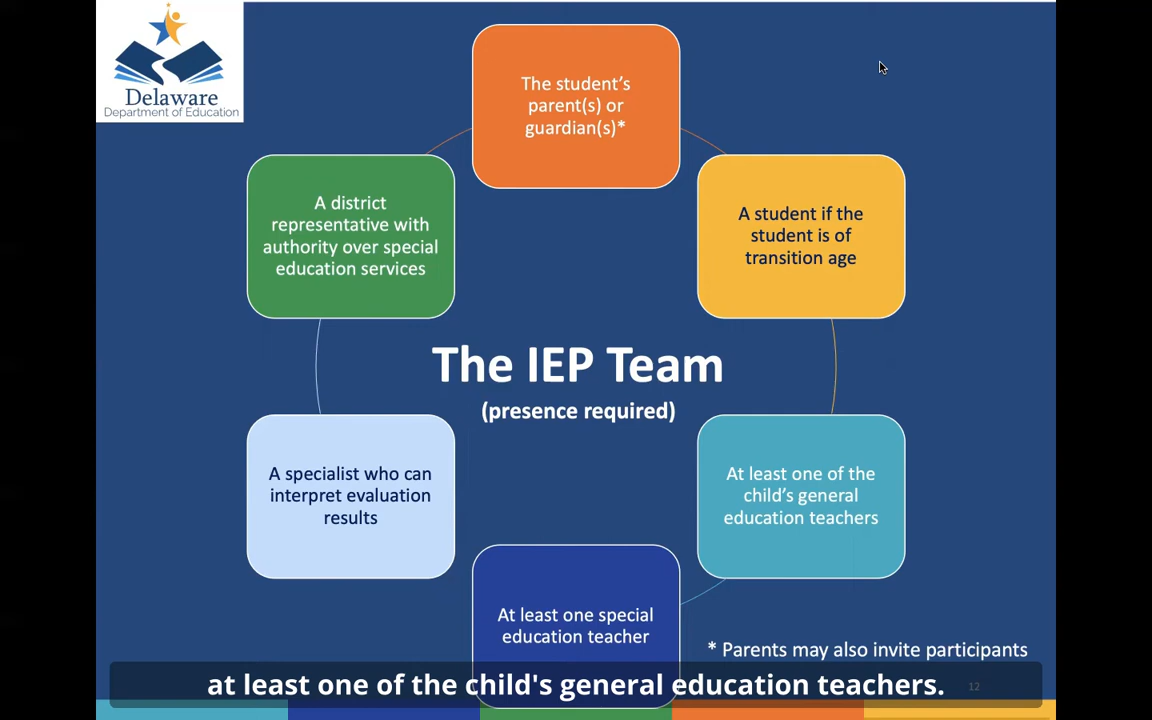 Delaware
Department of Education
The student's
parent(s) or
guardian(s)*
A district
representative with
authority over special
education services
A student if the
student is of
transition age
The IEP Team
(presence required)
A specialist who can
interpret evaluation
results
At least one of the
child's general
education teachers
At least one special
education teacher
* Parents may also invite participants
at least one of the child's general education teachers.
12